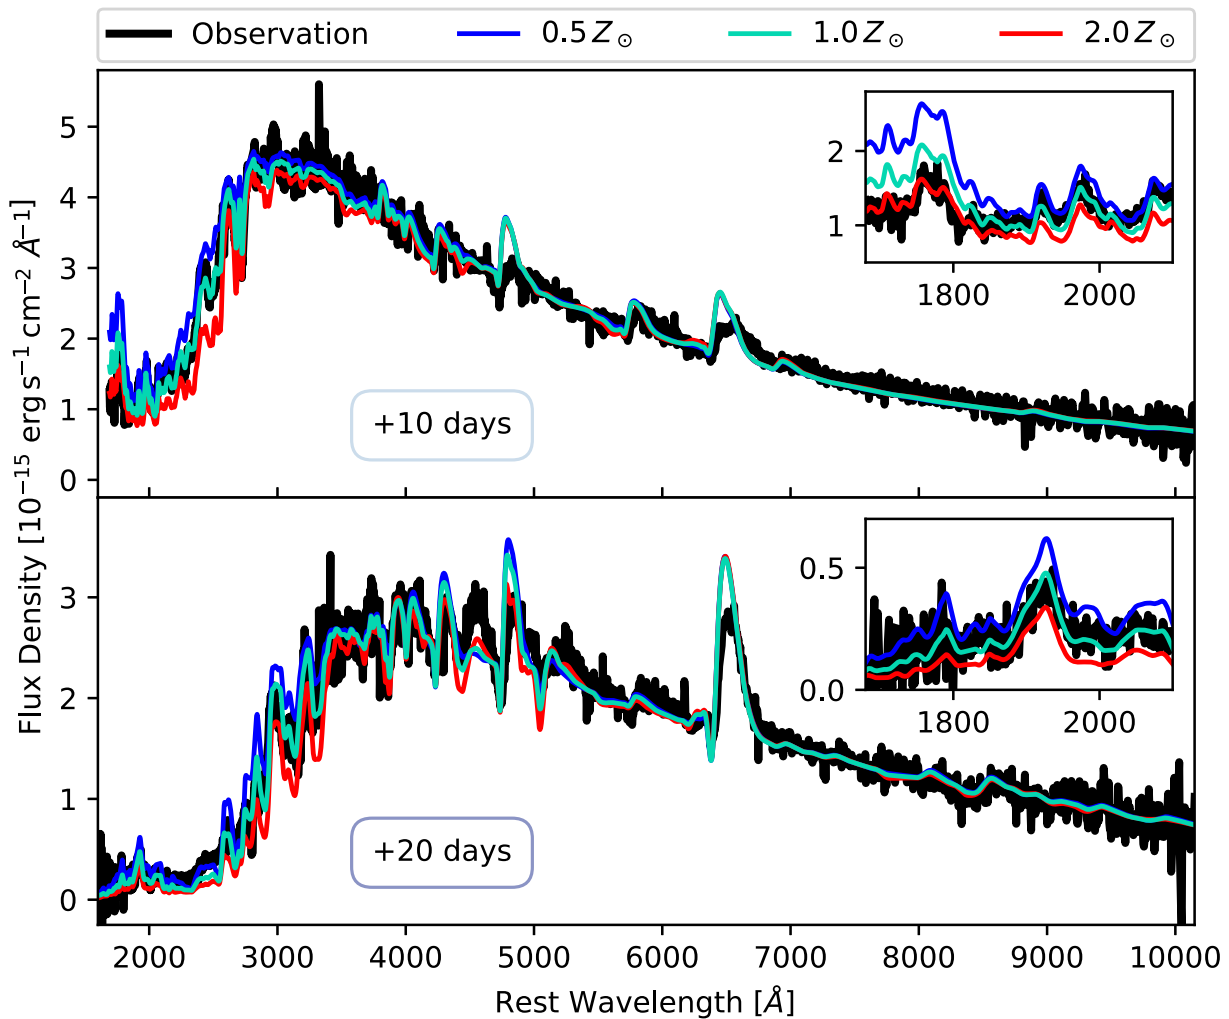 Observation 0.5 Z⊙ 1.0 Z⊙ 2.0 Z⊙
Flux Density [10⁻¹⁵ erg s⁻¹ cm⁻² Å⁻¹]
5
4
3
2
1
0
2
1
1800 2000
+10 days
3
2
1
0
0.5
0.0
1800 2000
+20 days
2000 3000 4000 5000 6000 7000 8000 9000 10000
Rest Wavelength [Å]